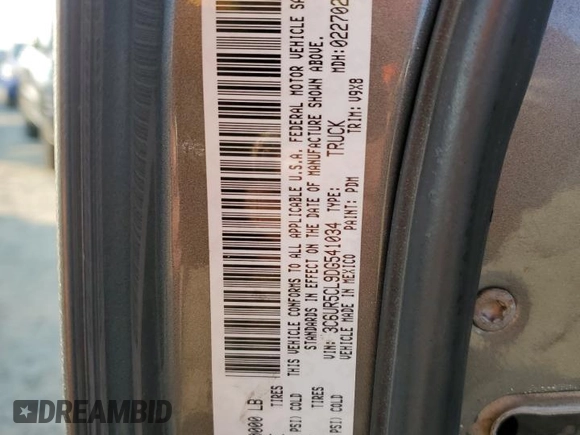 0000 LB
TIRES
TIRES
PSI/ COLD
PSI/ COLD
THIS VEHICLE CONFORMS TO ALL APPLICABLE U.S.A. FEDERAL MOTOR VEHICLE SA
STANDARDS IN EFFECT ON THE DATE OF MANUFACTURE SHOWN ABOVE.
VIN: 3C6UR5CL9DG541034 TYPE: TRUCK MDH:022702
VEHICLE MADE IN MEXICO PAINT: PDM TRIM: V9X8
DREAMBID